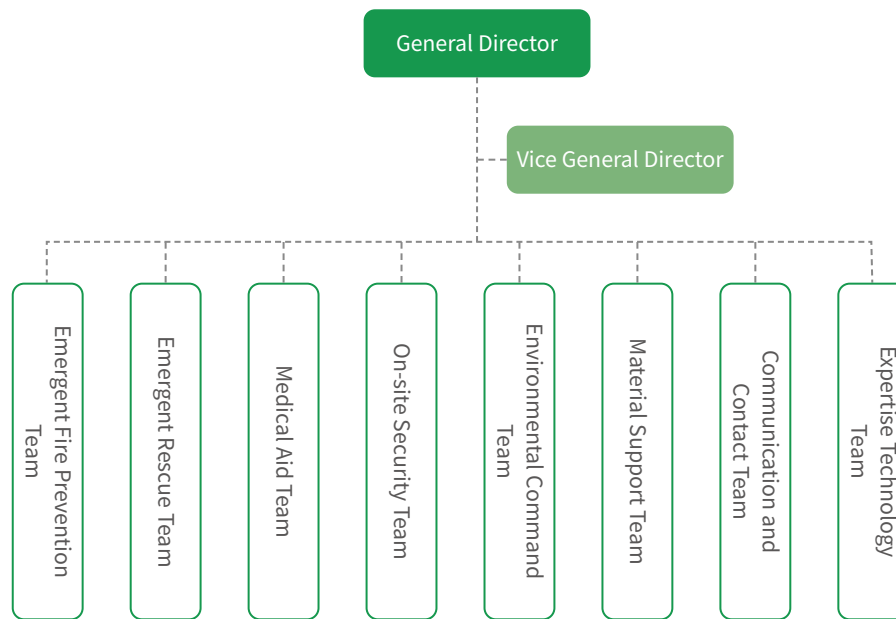 General Director
Vice General Director
Emergent Fire Prevention
Team
Emergent Rescue Team
Medical Aid Team
On-site Security Team
Environmental Command
Team
Material Support Team
Communication and
Contact Team
Expertise Technology
Team